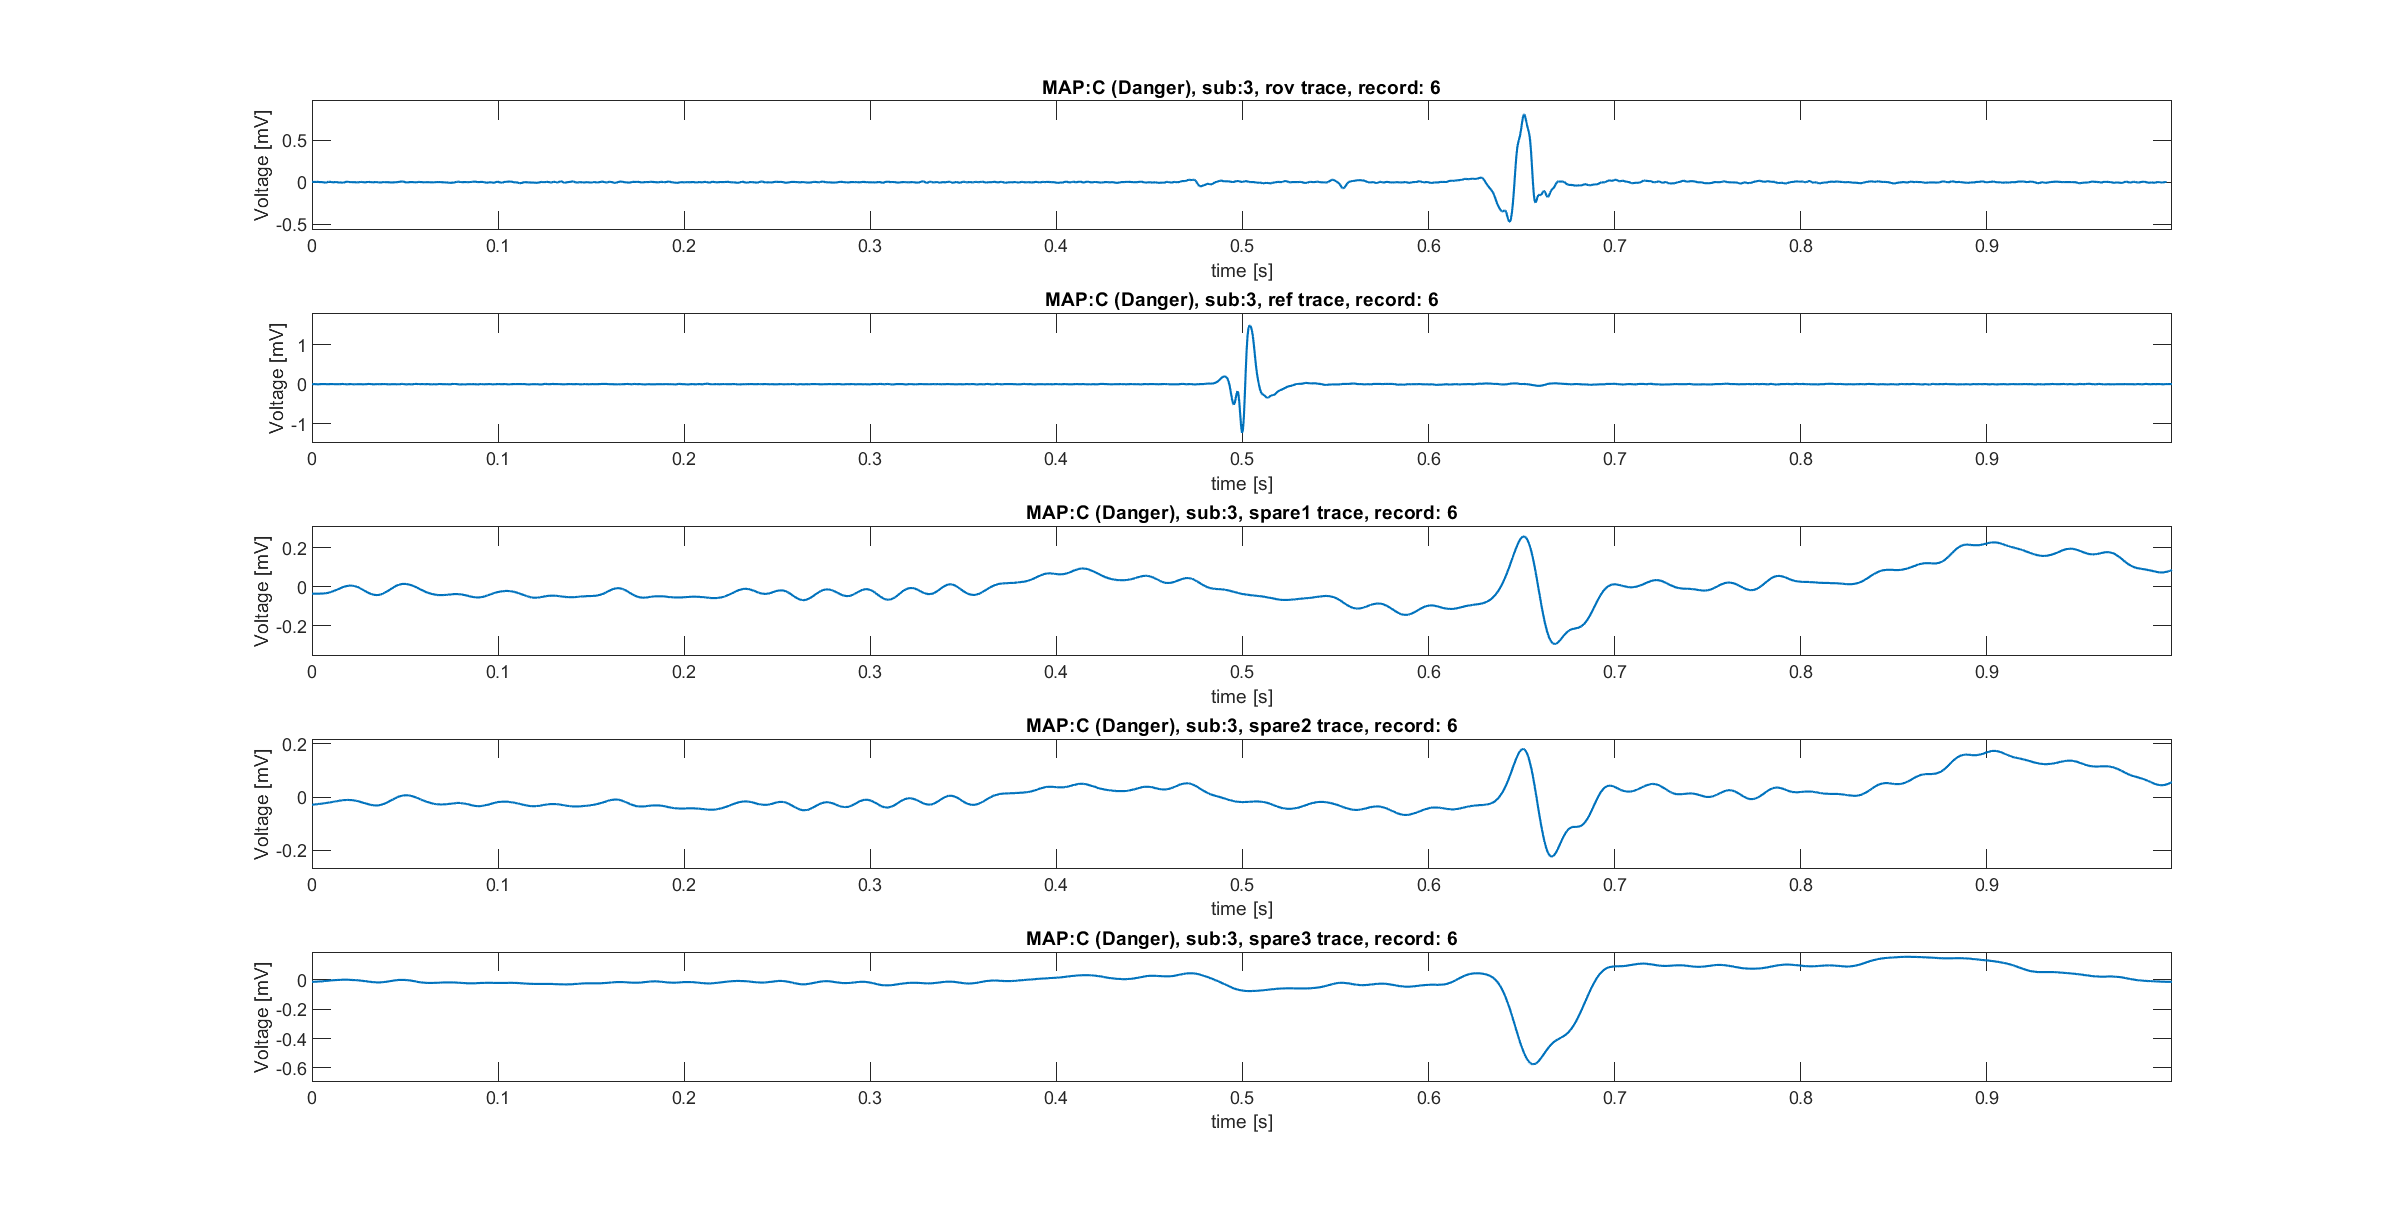 MAP:C (Danger), sub:3, rov trace, record: 6
Voltage [mV]
0.5
0
-0.5
0 0.1 0.2 0.3 0.4 0.5 0.6 0.7 0.8 0.9
time [s]
MAP:C (Danger), sub:3, ref trace, record: 6
Voltage [mV]
1
0
-1
0 0.1 0.2 0.3 0.4 0.5 0.6 0.7 0.8 0.9
time [s]
MAP:C (Danger), sub:3, spare1 trace, record: 6
Voltage [mV]
0.2
0
-0.2
0 0.1 0.2 0.3 0.4 0.5 0.6 0.7 0.8 0.9
time [s]
MAP:C (Danger), sub:3, spare2 trace, record: 6
Voltage [mV]
0.2
0
-0.2
0 0.1 0.2 0.3 0.4 0.5 0.6 0.7 0.8 0.9
time [s]
MAP:C (Danger), sub:3, spare3 trace, record: 6
Voltage [mV]
0
-0.2
-0.4
-0.6
0 0.1 0.2 0.3 0.4 0.5 0.6 0.7 0.8 0.9
time [s]